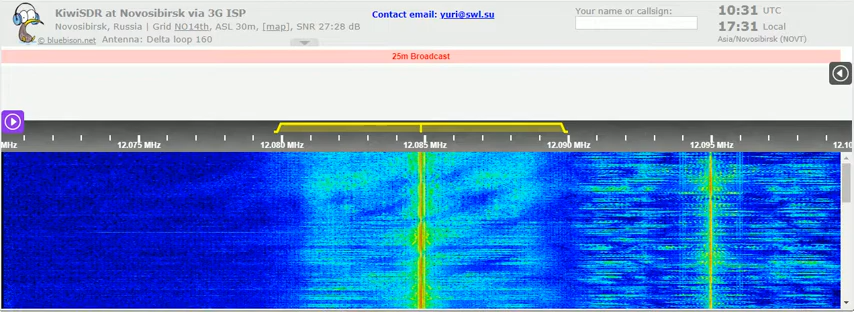 KiwiSDR at Novosibirsk via 3G ISP
Novosibirsk, Russia | Grid NO14th, ASL 30m, [map], SNR 27:28 dB
© bluebison.net Antenna: Delta loop 160
Contact email: yuri@swl.su
Your name or callsign:
10:31 UTC
17:31 Local
Asia/Novosibirsk (NOVT)
25m Broadcast
MHz 12.075 MHz 12.080 MHz 12.085 MHz 12.090 MHz 12.095 MHz 12.10